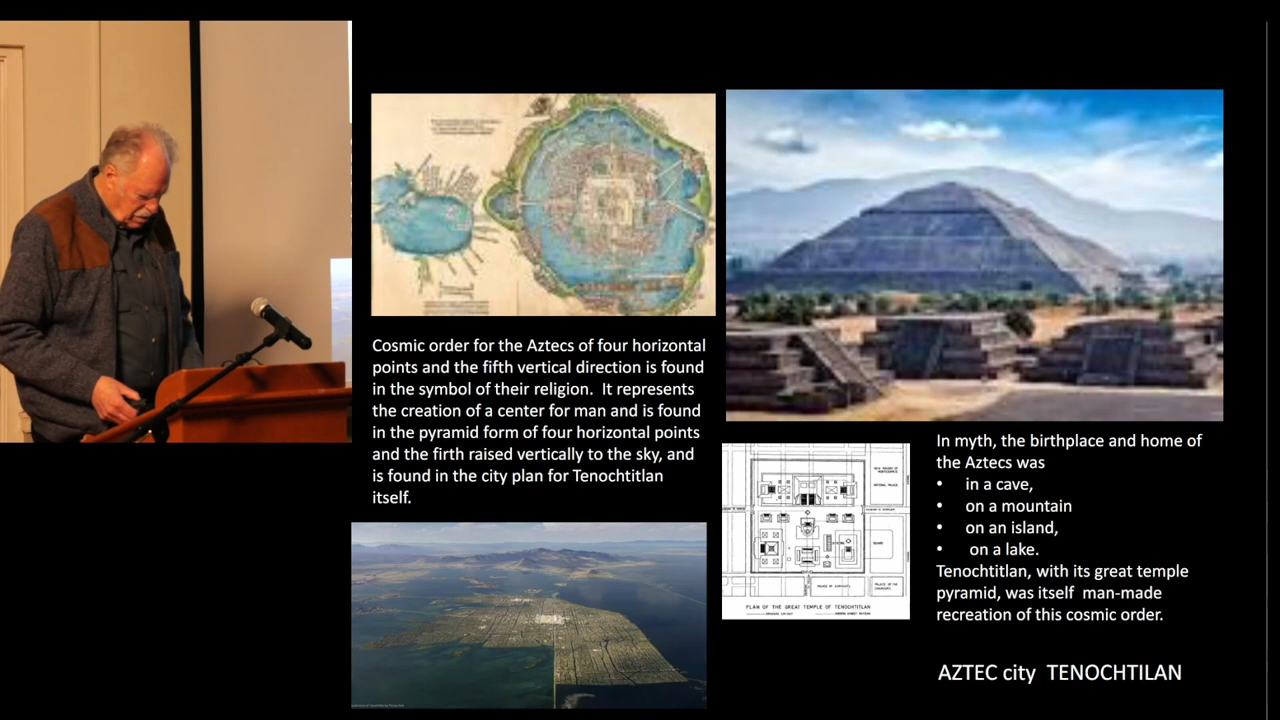 Cosmic order for the Aztecs of four horizontal
points and the fifth vertical direction is found
in the symbol of their religion.  It represents
the creation of a center for man and is found
in the pyramid form of four horizontal points
and the firth raised vertically to the sky, and
is found in the city plan for Tenochtitlan
itself.
PLAN OF THE GREAT TEMPLE OF TENOCHTITLAN
In myth, the birthplace and home of
the Aztecs was
• in a cave,
• on a mountain
• on an island,
• on a lake.
Tenochtitlan, with its great temple
pyramid, was itself  man-made
recreation of this cosmic order.
AZTEC city  TENOCHTILAN